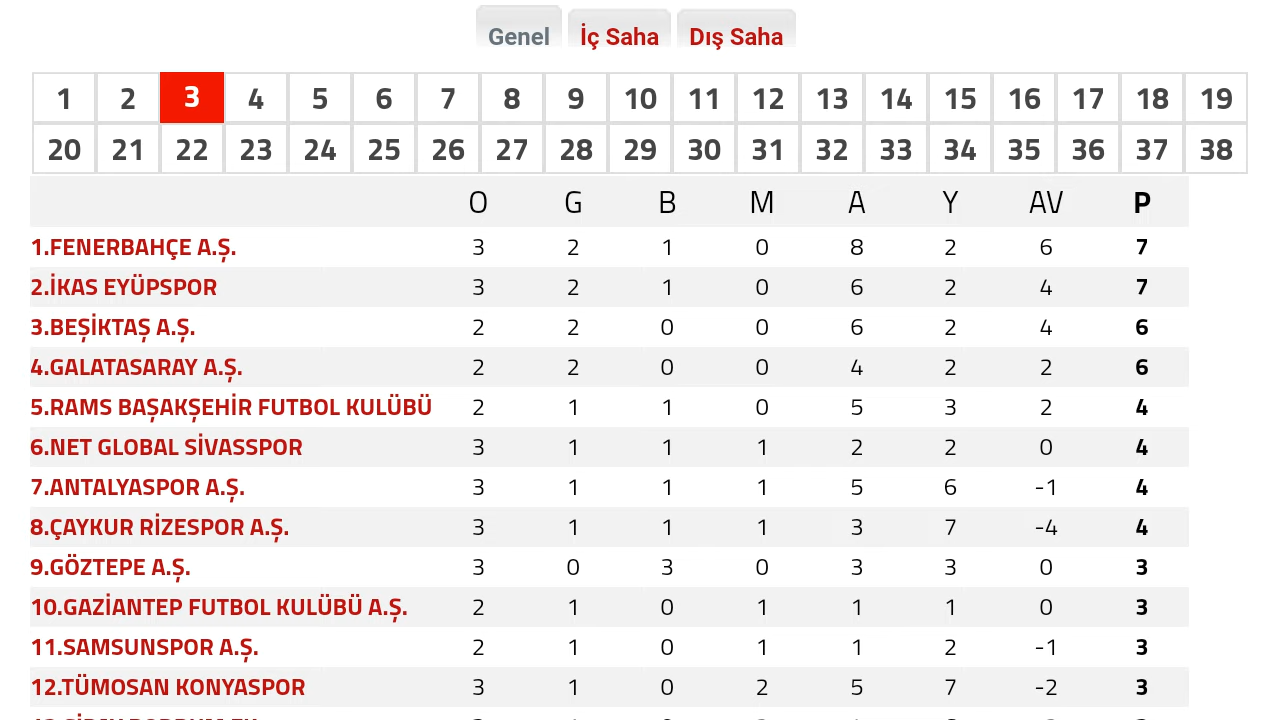 Genel İç Saha Dış Saha
1 2 3 4 5 6 7 8 9 10 11 12 13 14 15 16 17 18 19
20 21 22 23 24 25 26 27 28 29 30 31 32 33 34 35 36 37 38
O G B M A Y AV P
1.FENERBAHÇE A.Ş. 3 2 1 0 8 2 6 7
2.İKAS EYÜPSPOR 3 2 1 0 6 2 4 7
3.BEŞİKTAŞ A.Ş. 2 2 0 0 6 2 4 6
4.GALATASARAY A.Ş. 2 2 0 0 4 2 2 6
5.RAMS BAŞAKŞEHİR FUTBOL KULÜBÜ 2 1 1 0 5 3 2 4
6.NET GLOBAL SİVASSPOR 3 1 1 1 2 2 0 4
7.ANTALYASPOR A.Ş. 3 1 1 1 5 6 -1 4
8.ÇAYKUR RİZESPOR A.Ş. 3 1 1 1 3 7 -4 4
9.GÖZTEPE A.Ş. 3 0 3 0 3 3 0 3
10.GAZİANTEP FUTBOL KULÜBÜ A.Ş. 2 1 0 1 1 1 0 3
11.SAMSUNSPOR A.Ş. 2 1 0 1 1 2 -1 3
12.TÜMOSAN KONYASPOR 3 1 0 2 5 7 -2 3